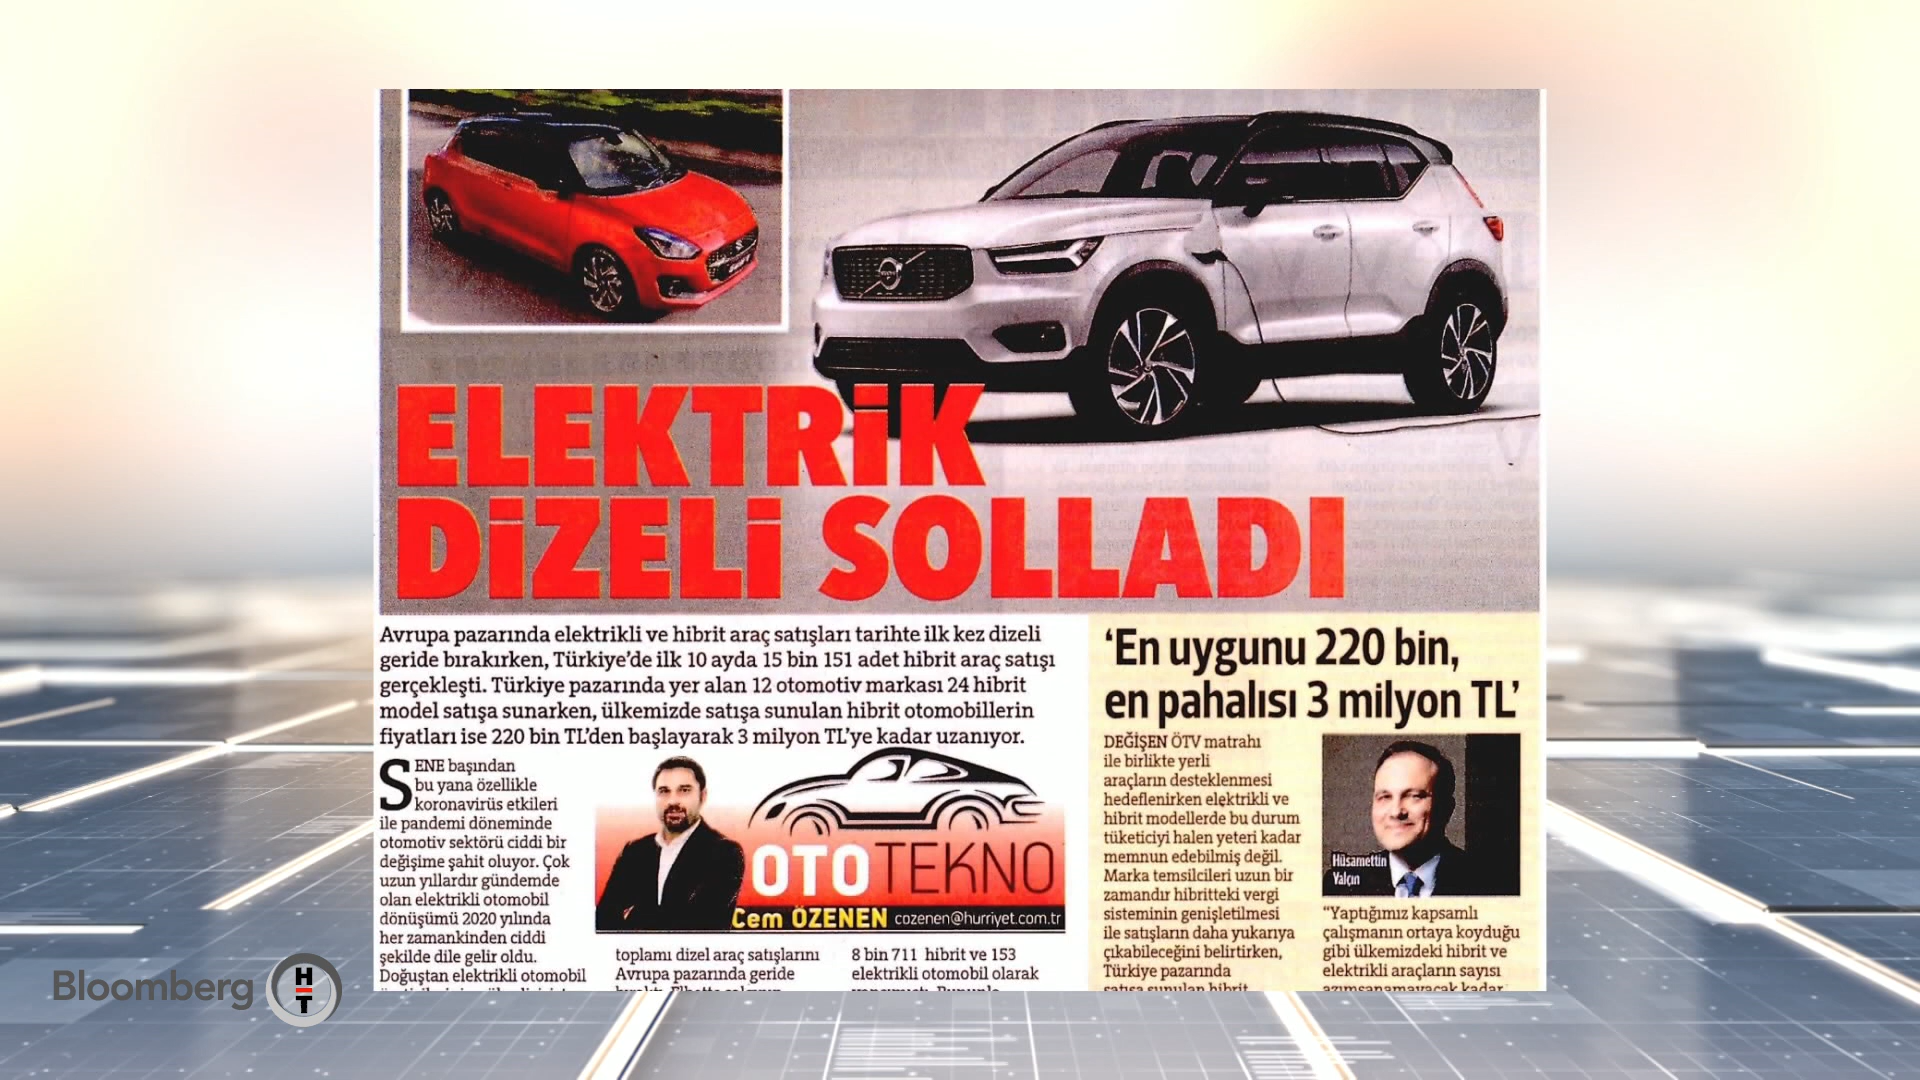 ELEKTRİK
DİZELİ SOLLADI
Avrupa pazarında elektrikli ve hibrit araç satışları tarihte ilk kez dizeli
geride bırakırken, Türkiye’de ilk 10 ayda 15 bin 151 adet hibrit araç satışı
gerçekleşti. Türkiye pazarında yer alan 12 otomotiv markası 24 hibrit
model satışa sunarken, ülkemizde satışa sunulan hibrit otomobillerin
fiyatları ise 220 bin TL’den başlayarak 3 milyon TL’ye kadar uzanıyor.
SENE başından
bu yana özellikle
koronavirüs etkileri
ile pandemi döneminde
otomotiv sektörü ciddi bir
değişime şahit oluyor. Çok
uzun yıllardır gündemde
olan elektrikli otomobil
dönüşümü 2020 yılında
her zamankinden ciddi
şekilde dile gelir oldu.
Doğuştan elektrikli otomobil
OTOTEKNO
Cem ÖZENEN cozenen@hurriyet.com.tr
toplamı dizel araç satışlarını
Avrupa pazarında geride
8 bin 711 hibrit ve 153
elektrikli otomobil olarak
‘En uygunu 220 bin,
en pahalısı 3 milyon TL’
DEĞİŞEN ÖTV matrahı
ile birlikte yerli
araçların desteklenmesi
hedeflenirken elektrikli ve
hibrit modellerde bu durum
tüketiciyi halen yeteri kadar
memnun edebilmiş değil.
Marka temsilcileri uzun bir
zamandır hibritteki vergi
sisteminin genişletilmesi
ile satışların daha yukarıya
çıkabileceğini belirtirken,
Türkiye pazarında
satışa sunulan hibrit
Hüsamettin
Yalçın
“Yaptığımız kapsamlı
çalışmanın ortaya koyduğu
gibi ülkemizdeki hibrit ve
elektrikli araçların sayısı
azımsanamayacak kadar
Bloomberg HT